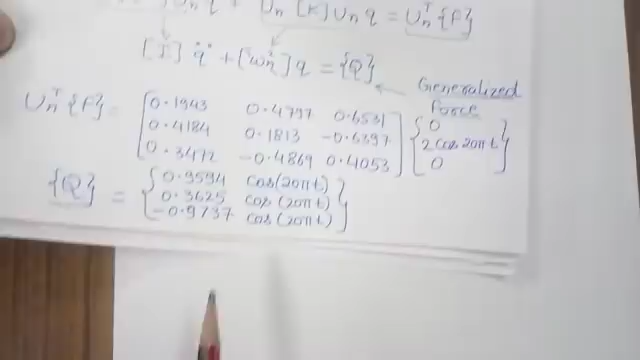 Uₙ q + Uₙ [K] Uₙ q = Uₙᵀ {F}
[I] q̈ + [ωₙ²] q = {Q}
Generalized
Force
Uₙᵀ {F} = [0.1943 0.4797 0.6531] {0}
[0.4184 0.1813 -0.6397] {2 cos 20πt}
[0.3472 -0.4869 0.4053] {0}
{Q} = {0.9594 cos(20πt)}
{0.3625 cos (20πt)}
{-0.9737 cos (20πt)}